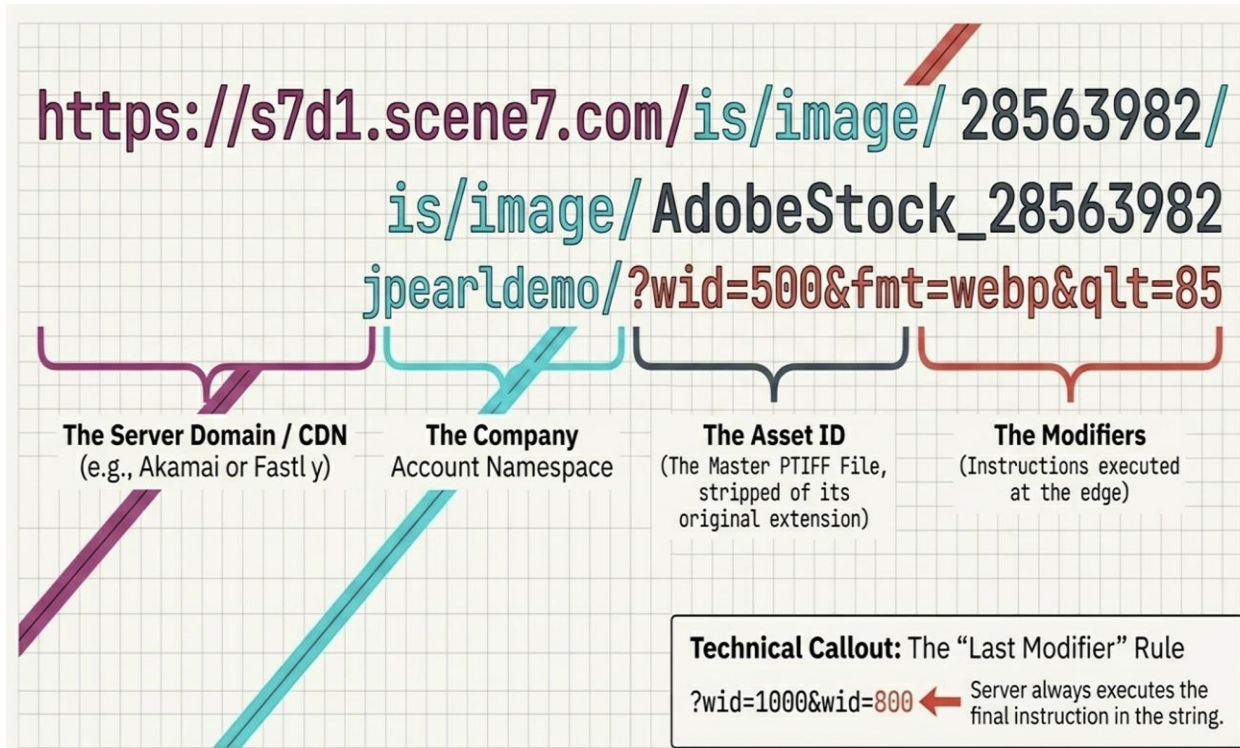 https://s7d1.scene7.com/is/image/ 28563982/
is/image/AdobeStock_28563982
jpearldemo/?wid=500&fmt=webp&qlt=85
The Server Domain / CDN
(e.g., Akamai or Fastl y)
The Company
Account Namespace
The Asset ID
(The Master PTIFF File,
stripped of its
original extension)
The Modifiers
(Instructions executed
at the edge)
Technical Callout: The “Last Modifier” Rule
?wid=1000&wid=800
Server always executes the
final instruction in the string.